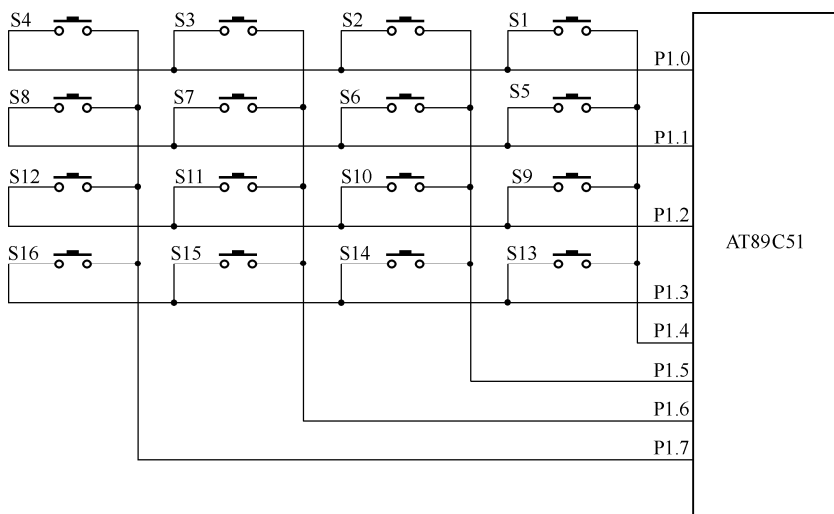 S4 S3 S2 S1
P1.0
S8 S7 S6 S5
P1.1
S12 S11 S10 S9
P1.2
AT89C51
S16 S15 S14 S13
P1.3
P1.4
P1.5
P1.6
P1.7